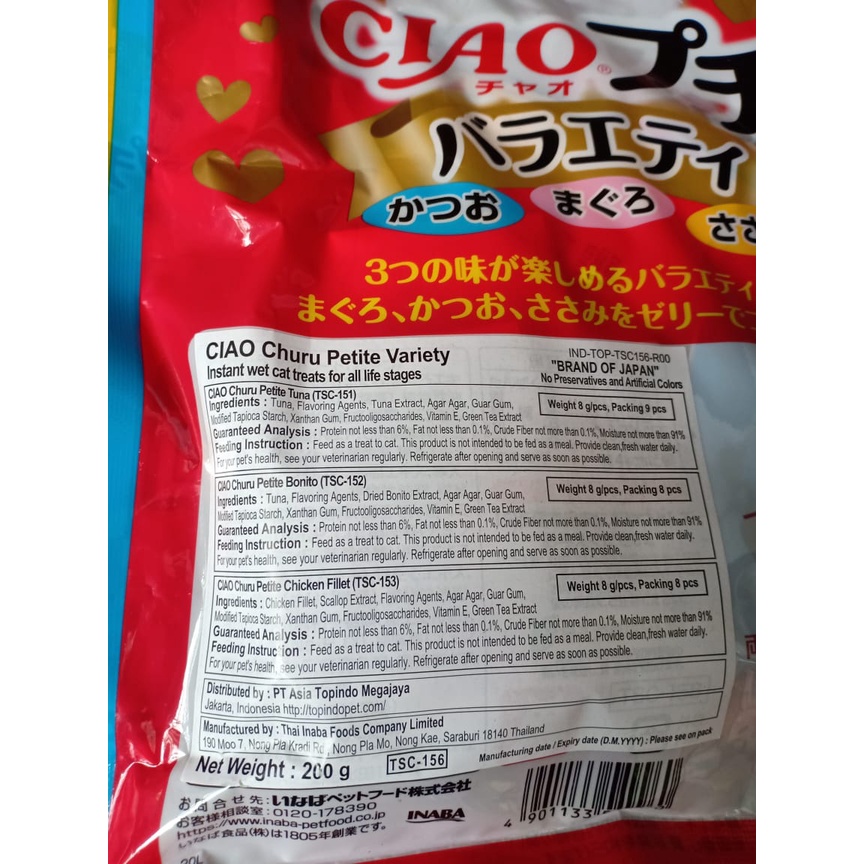 CIAO®プチ
チャオ
バラエティ
かつお まぐろ ささ
3つの味が楽しめるバラエティ
まぐろ、かつお、ささみをゼリーで
CIAO Churu Petite Variety
Instant wet cat treats for all life stages
IND-TOP-TSC156-R00
"BRAND OF JAPAN"
No Preservatives and Artificial Colors
CIAO Churu Petite Tuna (TSC-151)
Weight 8 g/pcs, Packing 9 pcs
Ingredients : Tuna, Flavoring Agents, Tuna Extract, Agar Agar, Guar Gum,
Modified Tapioca Starch, Xanthan Gum, Fructooligosaccharides, Vitamin E, Green Tea Extract
Guaranteed Analysis : Protein not less than 6%, Fat not less than 0.1%, Crude Fiber not more than 0.1%, Moisture not more than 91%
Feeding Instruction : Feed as a treat to cat. This product is not intended to be fed as a meal. Provide clean,fresh water daily.
For your pet's health, see your veterinarian regularly. Refrigerate after opening and serve as soon as possible.
CIAO Churu Petite Bonito (TSC-152)
Weight 8 g/pcs, Packing 8 pcs
Ingredients : Tuna, Flavoring Agents, Dried Bonito Extract, Agar Agar, Guar Gum,
Modified Tapioca Starch, Xanthan Gum, Fructooligosaccharides, Vitamin E, Green Tea Extract
Guaranteed Analysis : Protein not less than 6%, Fat not less than 0.1%, Crude Fiber not more than 0.1%, Moisture not more than 91%
Feeding Instruction : Feed as a treat to cat. This product is not intended to be fed as a meal. Provide clean,fresh water daily.
For your pet's health, see your veterinarian regularly. Refrigerate after opening and serve as soon as possible.
CIAO Churu Petite Chicken Fillet (TSC-153)
Weight 8 g/pcs, Packing 8 pcs
Ingredients : Chicken Fillet, Scallop Extract, Flavoring Agents, Agar Agar, Guar Gum,
Modified Tapioca Starch, Xanthan Gum, Fructooligosaccharides, Vitamin E, Green Tea Extract
Guaranteed Analysis : Protein not less than 6%, Fat not less than 0.1%, Crude Fiber not more than 0.1%, Moisture not more than 91%
Feeding Instruction : Feed as a treat to cat. This product is not intended to be fed as a meal. Provide clean,fresh water daily.
For your pet's health, see your veterinarian regularly. Refrigerate after opening and serve as soon as possible.
Distributed by : PT Asia Topindo Megajaya
Jakarta, Indonesia http://topindopet.com/
Manufactured by : Thai Inaba Foods Company Limited
190 Moo 7, Nong Pla Kradi Rd., Nong Pla Mo, Nong Kae, Saraburi 18140 Thailand
Manufacturing date / Expiry date (D.M.YYYY) : Please see on pack
Net Weight : 200 g
TSC-156
お問合せ先:いなばペットフード株式会社
お客様相談室:0120-178390
https://www.inaba-petfood.co.jp
いなば食品(株)は1805年創業です。
INABA
4 901133
20L